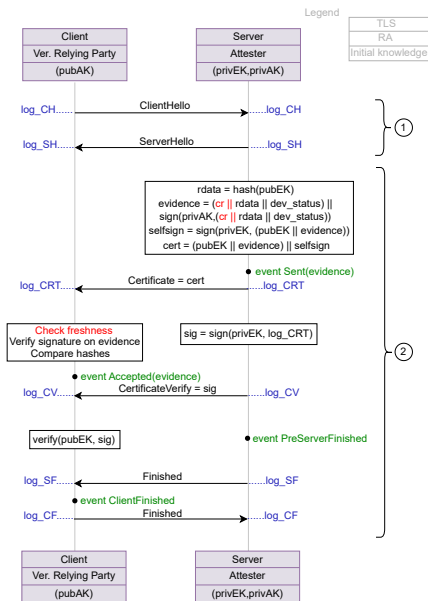 Legend
TLS
RA
Initial knowledge
Client
Ver. Relying Party
(pubAK)
Server
Attester
(privEK,privAK)
log_CH......
ClientHello
......log_CH
log_SH......
ServerHello
......log_SH
1
rdata = hash(pubEK)
evidence = (cr || rdata || dev_status) ||
sign(privAK,(cr || rdata || dev_status))
selfsign = sign(privEK, (pubEK || evidence))
cert = (pubEK || evidence) || selfsign
event Sent(evidence)
log_CRT.....
Certificate = cert
......log_CRT
Check freshness
Verify signature on evidence
Compare hashes
sig = sign(privEK, log_CRT)
2
event Accepted(evidence)
log_CV......
CertificateVerify = sig
......log_CV
verify(pubEK, sig)
event PreServerFinished
log_SF......
Finished
......log_SF
event ClientFinished
log_CF......
Finished
......log_CF
Client
Ver. Relying Party
(pubAK)
Server
Attester
(privEK,privAK)